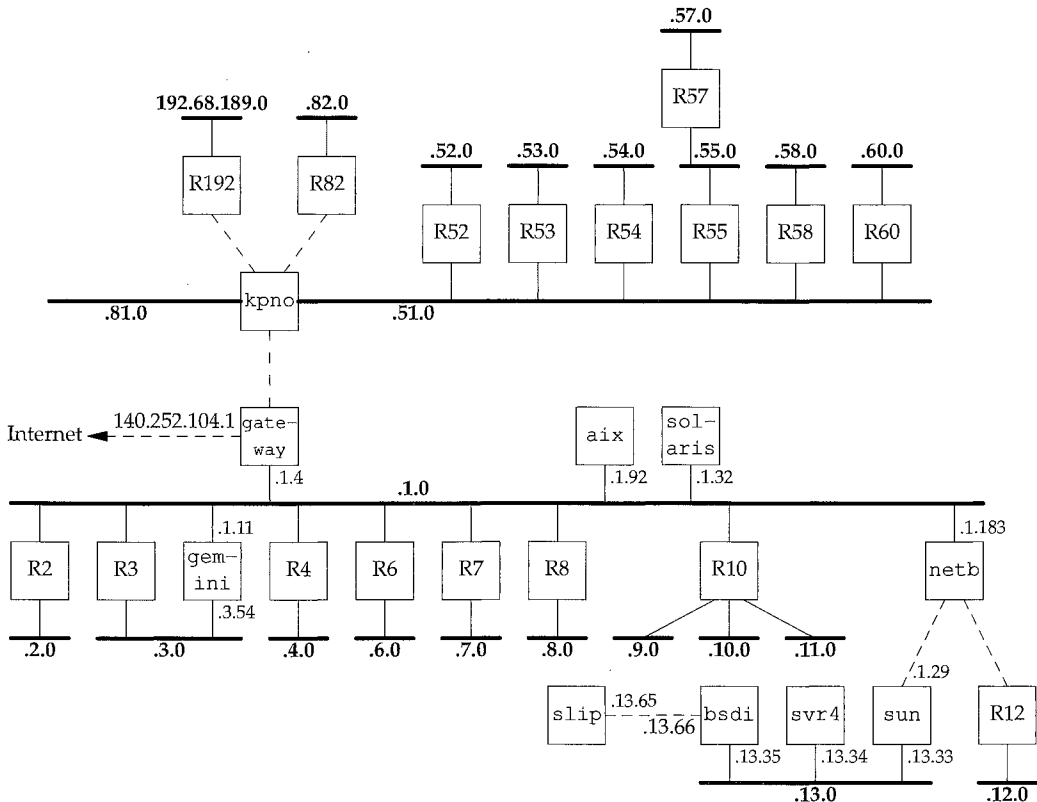 .57.0
R57
192.68.189.0
.82.0
R192
R82
.52.0
.53.0
.54.0
.55.0
.58.0
.60.0
R52
R53
R54
R55
R58
R60
kpno
.81.0
.51.0
Internet
140.252.104.1
gate-
way
aix
sol-
aris
.1.4
.1.92
.1.32
.1.0
.1.11
.1.183
R2
R3
gem-
ini
R4
R6
R7
R8
R10
netb
.3.54
.2.0
.3.0
.4.0
.6.0
.7.0
.8.0
.9.0
.10.0
.11.0
.1.29
slip
.13.65
.13.66
bsdi
svr4
sun
R12
.13.35
.13.34
.13.33
.13.0
.12.0